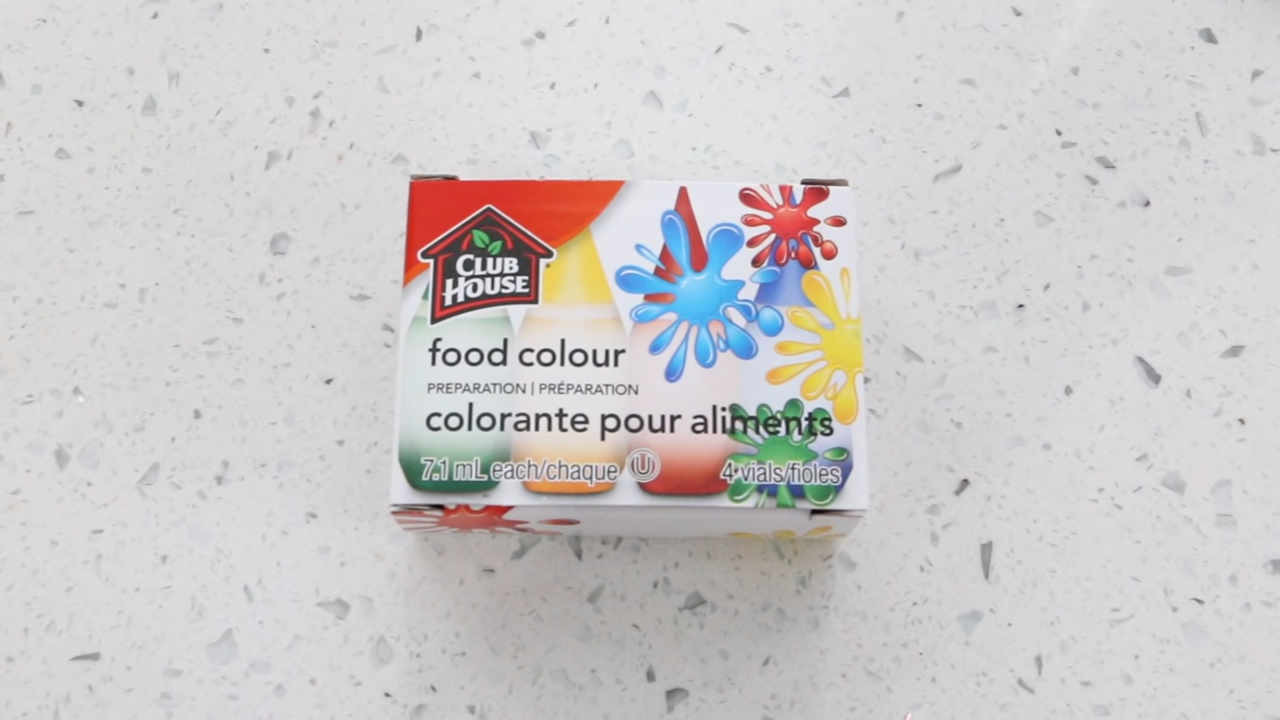 CLUB
HOUSE
food colour
PREPARATION | PRÉPARATION
colorante pour aliments
7.1 mL each/chaque U 4 vials/fioles